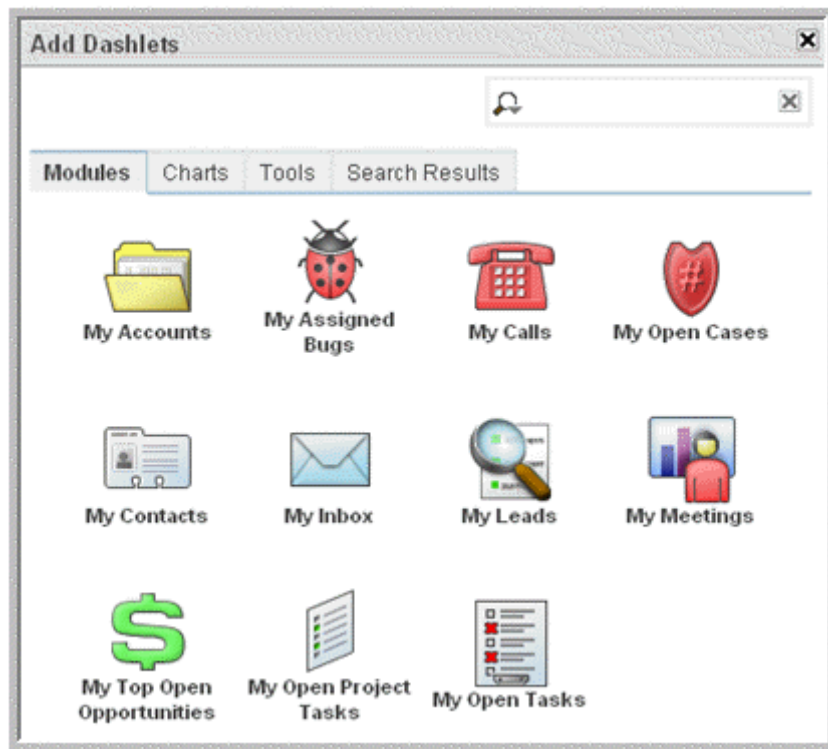 Add Dashlets
Modules
Charts
Tools
Search Results
My Accounts
My Assigned
Bugs
My Calls
My Open Cases
My Contacts
My Inbox
My Leads
My Meetings
My Top Open
Opportunities
My Open Project
Tasks
My Open Tasks